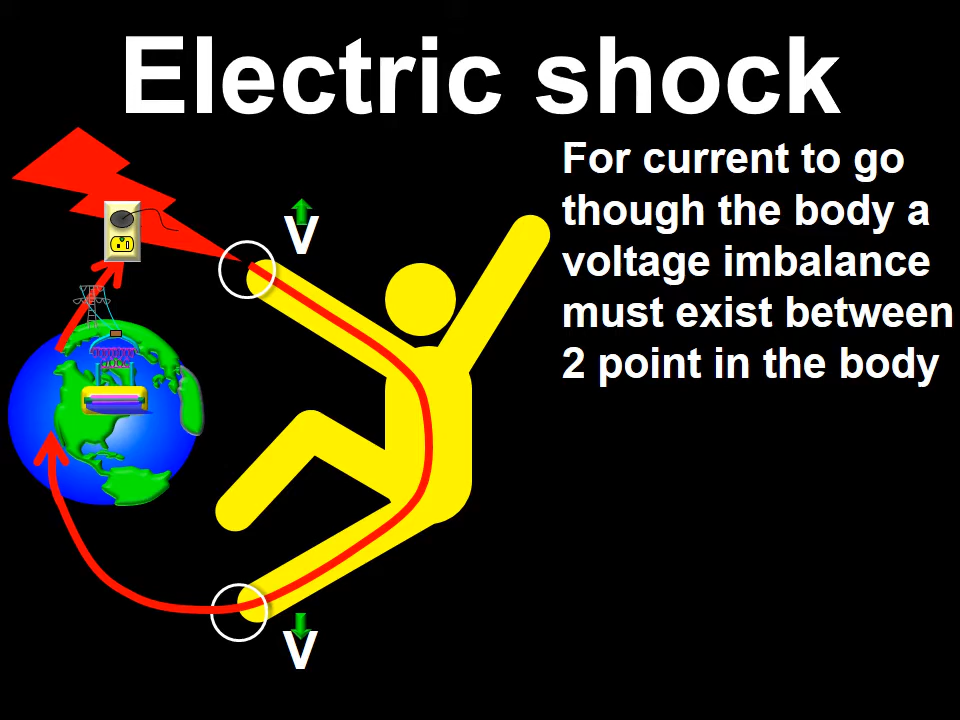 Electric shock
For current to go
though the body a
voltage imbalance
must exist between
2 point in the body
V
V